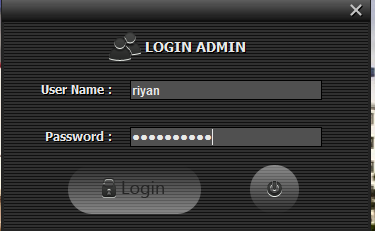 LOGIN ADMIN
User Name : riyan
Password : ●●●●●●●●●●
Login